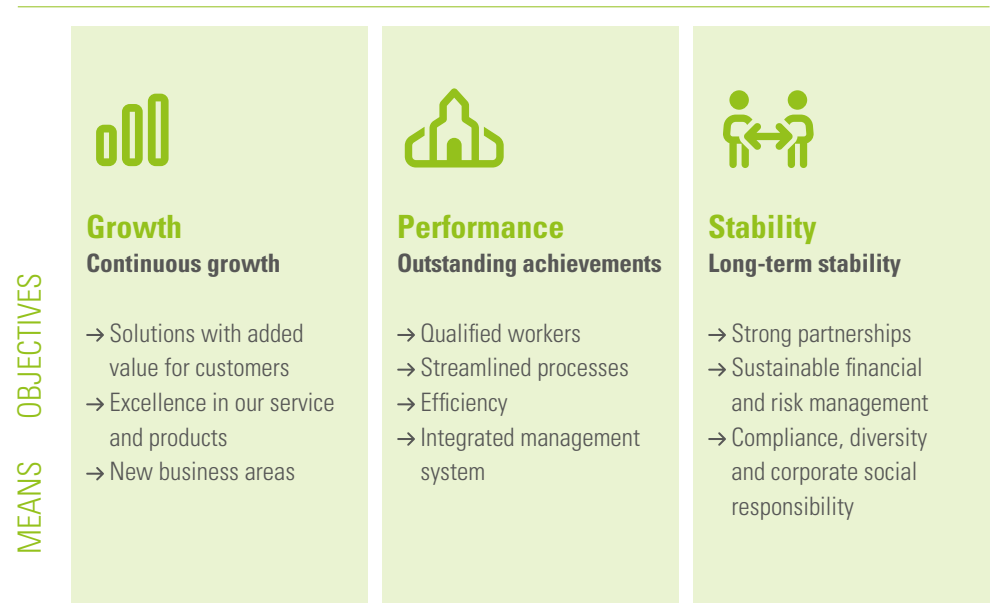 Growth
Continuous growth
→ Solutions with added
value for customers
→ Excellence in our service
and products
→ New business areas
Performance
Outstanding achievements
→ Qualified workers
→ Streamlined processes
→ Efficiency
→ Integrated management
system
Stability
Long-term stability
→ Strong partnerships
→ Sustainable financial
and risk management
→ Compliance, diversity
and corporate social
responsibility
MEANS OBJECTIVES